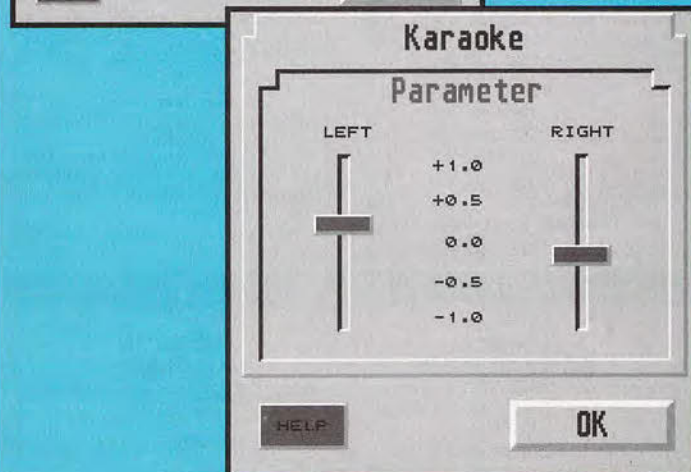 Karaoke
Parameter
LEFT
RIGHT
+1.0
+0.5
0.0
-0.5
-1.0
HELP
OK